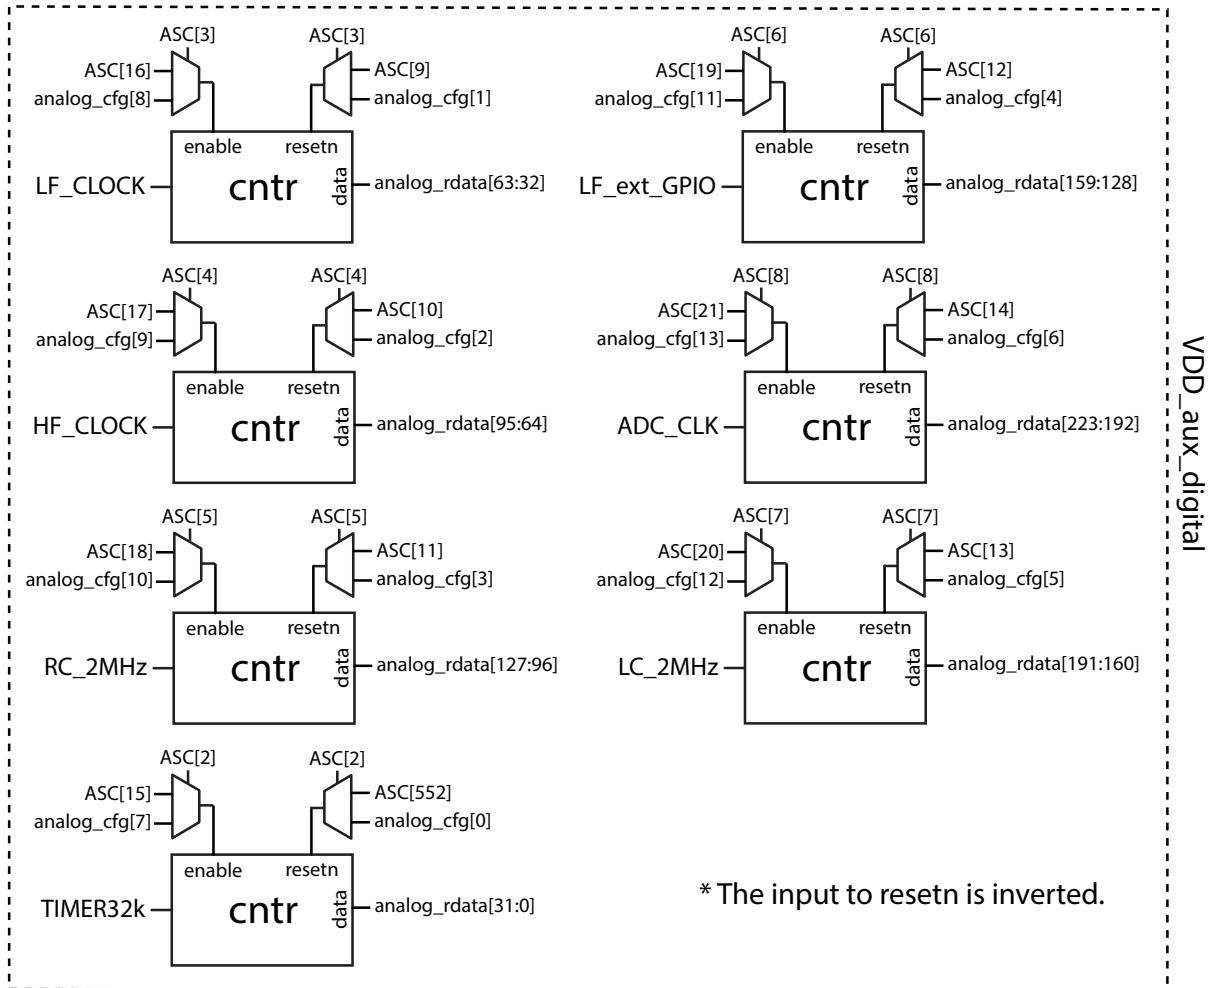 ASC[3]
ASC[3]
ASC[16]
ASC[9]
analog_cfg[8]
analog_cfg[1]
enable
resetn
LF_CLOCK
cntr
data
analog_rdata[63:32]
ASC[6]
ASC[6]
ASC[19]
ASC[12]
analog_cfg[11]
analog_cfg[4]
enable
resetn
LF_ext_GPIO
cntr
data
analog_rdata[159:128]
ASC[4]
ASC[4]
ASC[17]
ASC[10]
analog_cfg[9]
analog_cfg[2]
enable
resetn
HF_CLOCK
cntr
data
analog_rdata[95:64]
ASC[8]
ASC[8]
ASC[21]
ASC[14]
analog_cfg[13]
analog_cfg[6]
enable
resetn
ADC_CLK
cntr
data
analog_rdata[223:192]
ASC[5]
ASC[5]
ASC[18]
ASC[11]
analog_cfg[10]
analog_cfg[3]
enable
resetn
RC_2MHz
cntr
data
analog_rdata[127:96]
ASC[7]
ASC[7]
ASC[20]
ASC[13]
analog_cfg[12]
analog_cfg[5]
enable
resetn
LC_2MHz
cntr
data
analog_rdata[191:160]
ASC[2]
ASC[2]
ASC[15]
ASC[552]
analog_cfg[7]
analog_cfg[0]
enable
resetn
TIMER32k
cntr
data
analog_rdata[31:0]
* The input to resetn is inverted.
VDD_aux_digital